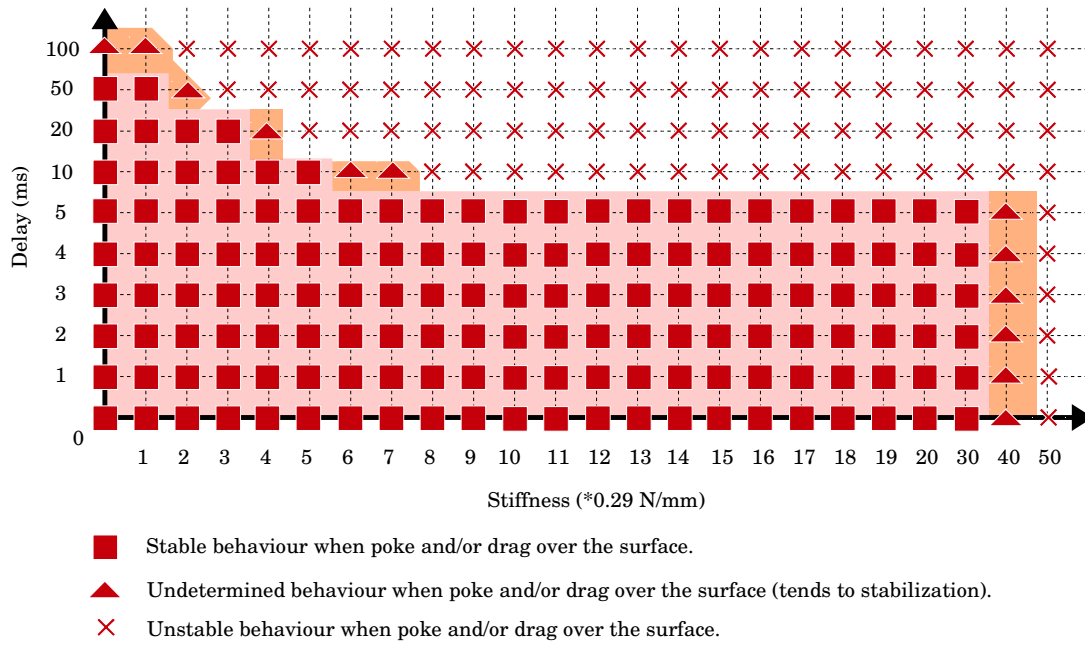 100
50
20
10
5
4
3
2
1
0
Delay (ms)
1 2 3 4 5 6 7 8 9 10 11 12 13 14 15 16 17 18 19 20 30 40 50
Stiffness (*0.29 N/mm)
Stable behaviour when poke and/or drag over the surface.
Undetermined behaviour when poke and/or drag over the surface (tends to stabilization).
Unstable behaviour when poke and/or drag over the surface.